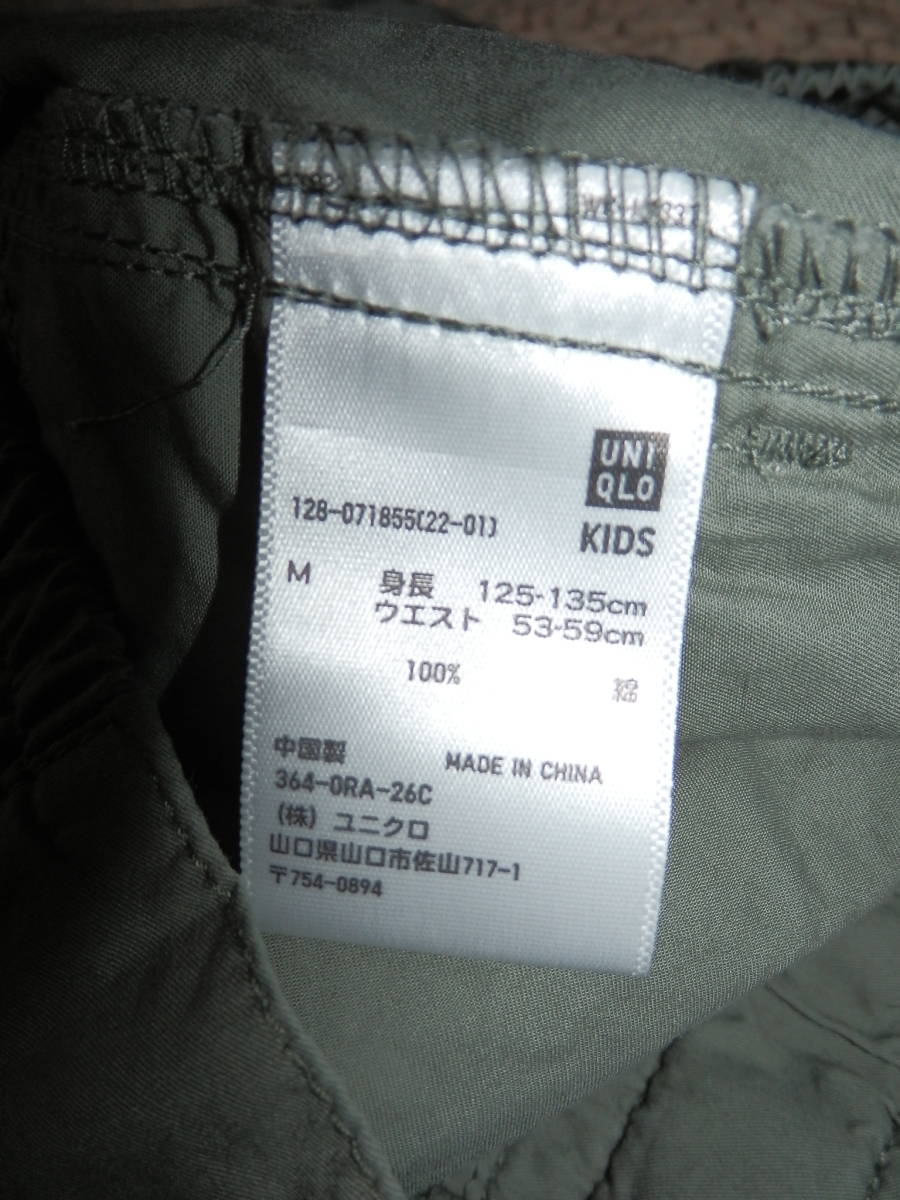 UNI
QLO
KIDS
128-071855(22-01)
M 身長 125-135cm
ウエスト 53-59cm
100% 綿
中国製 MADE IN CHINA
364-0RA-26C
(株) ユニクロ
山口県山口市佐山717-1
〒754-0894